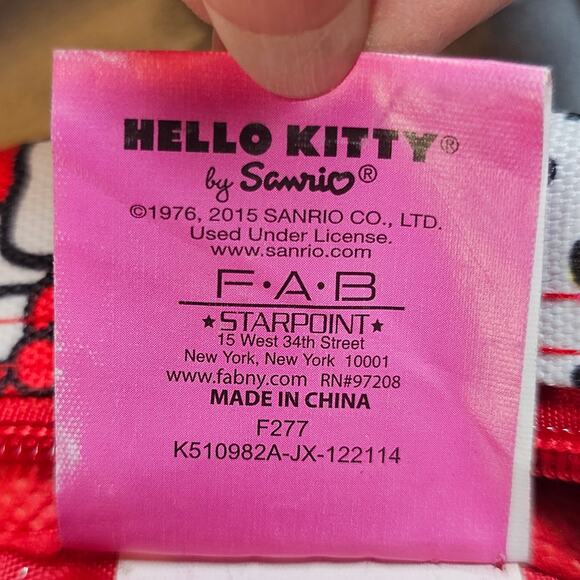 HELLO KITTY®
by Sanrio®
©1976, 2015 SANRIO CO., LTD.
Used Under License.
www.sanrio.com
F·A·B
★STARPOINT★
15 West 34th Street
New York, New York 10001
www.fabny.com RN#97208
MADE IN CHINA
F277
K510982A-JX-122114